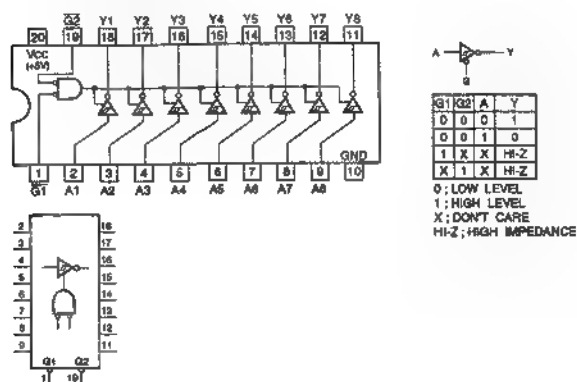 G2 Y1 Y2 Y3 Y4 Y5 Y6 Y7 Y8
20 19 18 17 16 15 14 13 12 11
VCC
(+5V)
GND
1 2 3 4 5 6 7 8 9 10
G1 A1 A2 A3 A4 A5 A6 A7 A8
A Y
G
G1 G2 A Y
0 0 0 1
0 0 1 0
1 X X HI-Z
X 1 X HI-Z
0 ; LOW LEVEL
1 ; HIGH LEVEL
X ; DON'T CARE
HI-Z ; HIGH IMPEDANCE
2 18
3 17
4 16
5 15
6 14
7 13
8 12
9 11
G1 G2
1 19